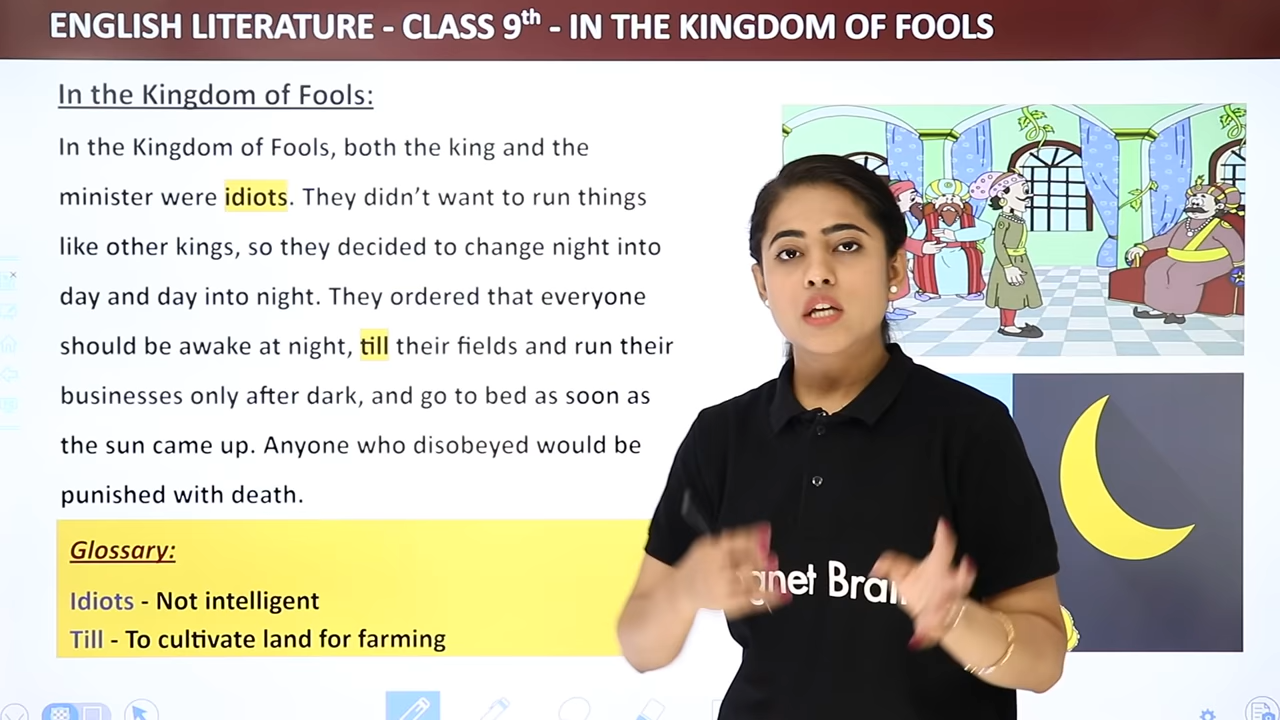 ENGLISH LITERATURE - CLASS 9th - IN THE KINGDOM OF FOOLS
In the Kingdom of Fools:
In the Kingdom of Fools, both the king and the
minister were idiots. They didn’t want to run things
like other kings, so they decided to change night into
day and day into night. They ordered that everyone
should be awake at night, till their fields and run their
businesses only after dark, and go to bed as soon as
the sun came up. Anyone who disobeyed would be
punished with death.
Glossary:
Idiots - Not intelligent
Till - To cultivate land for farming